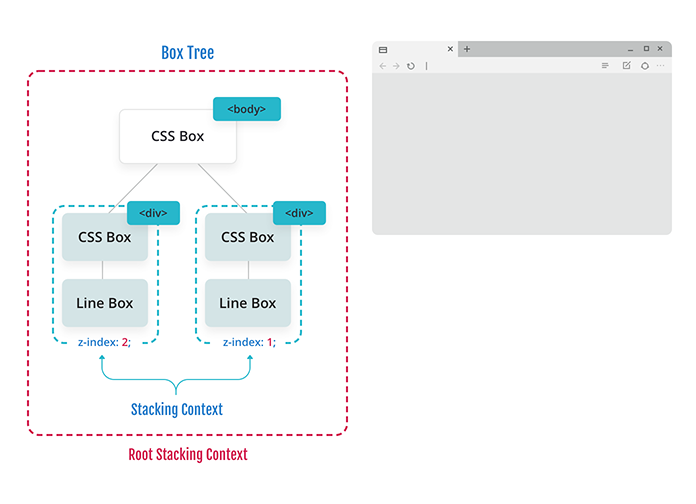 Box Tree
<body>
CSS Box
<div>
<div>
CSS Box
CSS Box
Line Box
Line Box
z-index: 2;
z-index: 1;
Stacking Context
Root Stacking Context